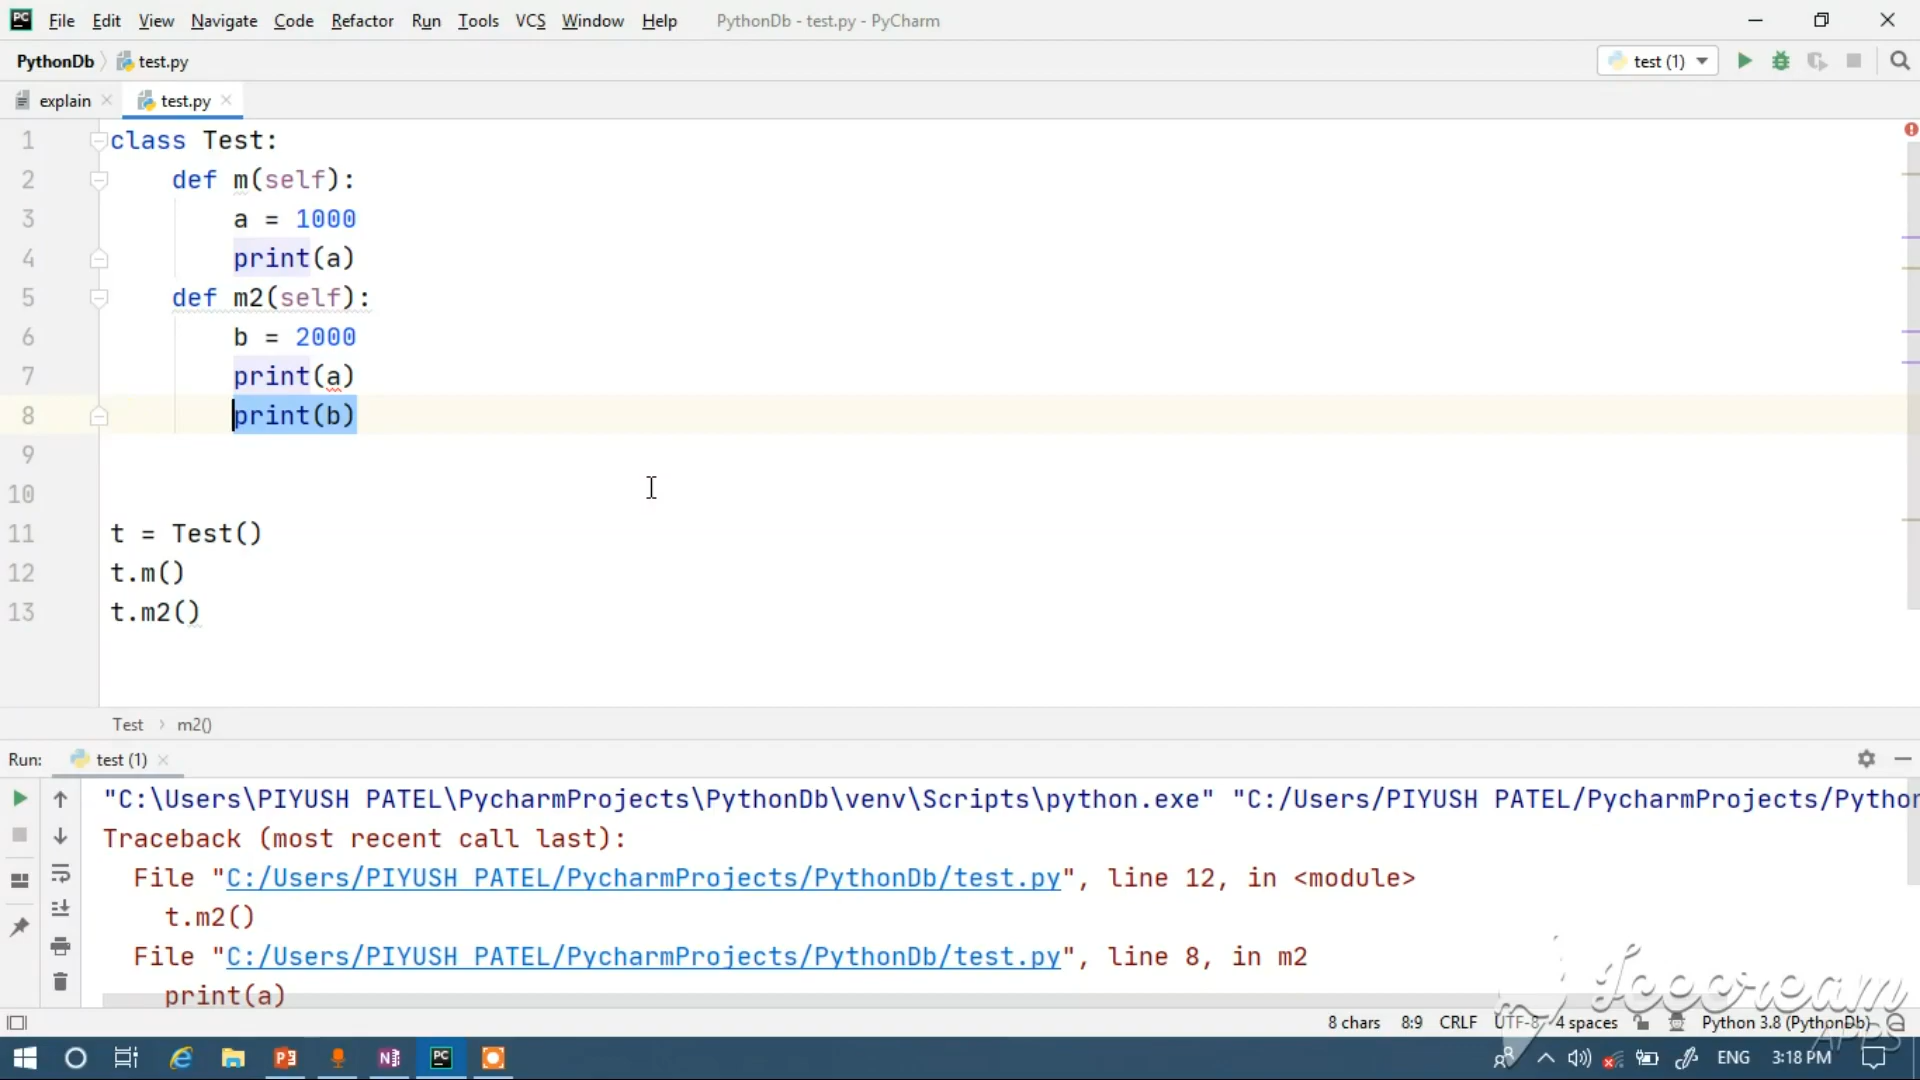 PC File Edit View Navigate Code Refactor Run Tools VCS Window Help PythonDb - test.py - PyCharm
PythonDb test.py test (1)
explain test.py
1 class Test:
2 def m(self):
3 a = 1000
4 print(a)
5 def m2(self):
6 b = 2000
7 print(a)
8 print(b)
9
10
11 t = Test()
12 t.m()
13 t.m2()
Test › m2()
Run: test (1)
"C:\Users\PIYUSH PATEL\PycharmProjects\PythonDb\venv\Scripts\python.exe" "C:/Users/PIYUSH PATEL/PycharmProjects/Python
Traceback (most recent call last):
File "C:/Users/PIYUSH PATEL/PycharmProjects/PythonDb/test.py", line 12, in <module>
t.m2()
File "C:/Users/PIYUSH PATEL/PycharmProjects/PythonDb/test.py", line 8, in m2
print(a)
Icecream
APPS
8 chars 8:9 CRLF UTF-8 4 spaces Python 3.8 (PythonDb)
ENG 3:18 PM